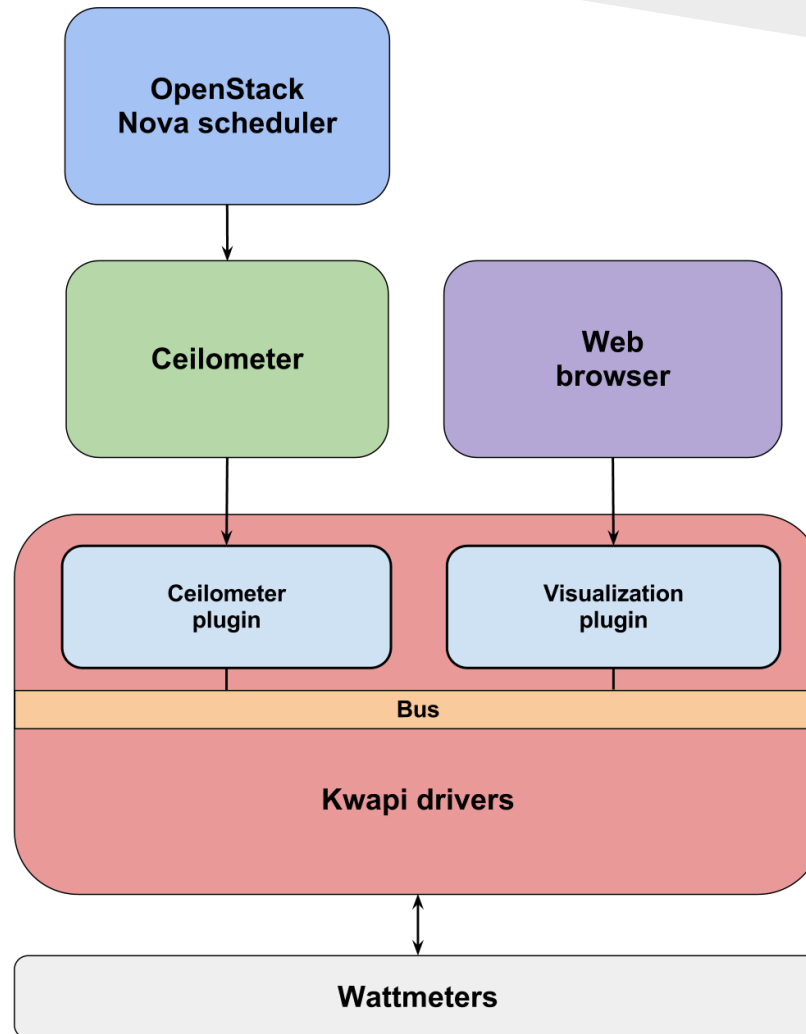 OpenStack
Nova scheduler
Ceilometer
Web
browser
Ceilometer
plugin
Visualization
plugin
Bus
Kwapi drivers
Wattmeters